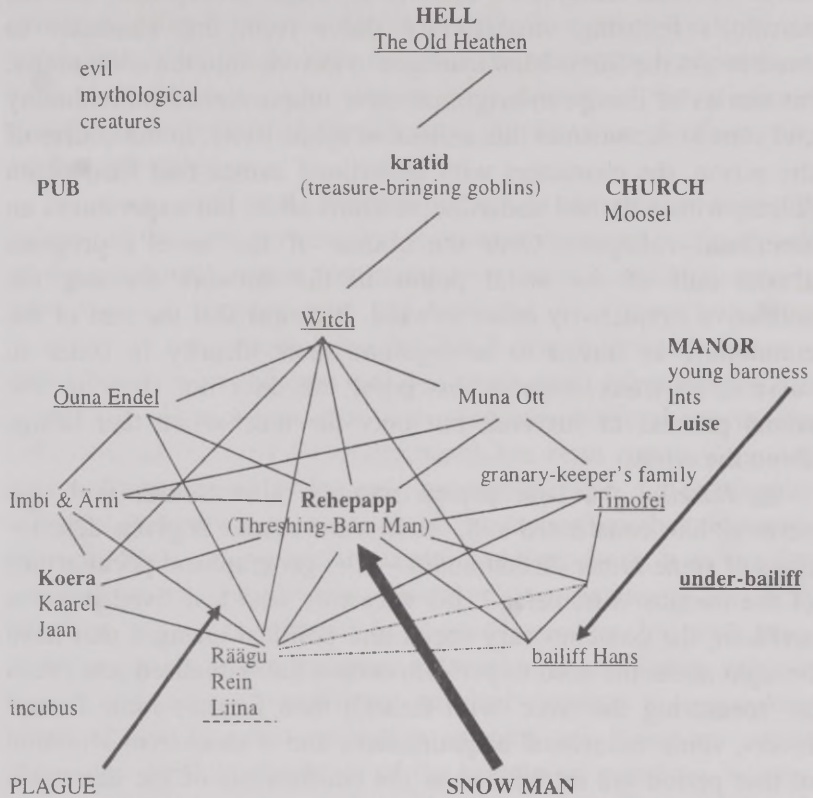 HELL
The Old Heathen
evil
mythological
creatures
kratid
(treasure-bringing goblins)
PUB
CHURCH
Moosel
Witch
MANOR
young baroness
Ints
Luise
Õuna Endel
Muna Ott
granary-keeper's family
Timofei
Imbi & Ärni
Rehepapp
(Threshing-Barn Man)
Koera
Kaarel
Jaan
under-bailiff
Räägu
Rein
Liina
bailiff Hans
incubus
PLAGUE
SNOW MAN